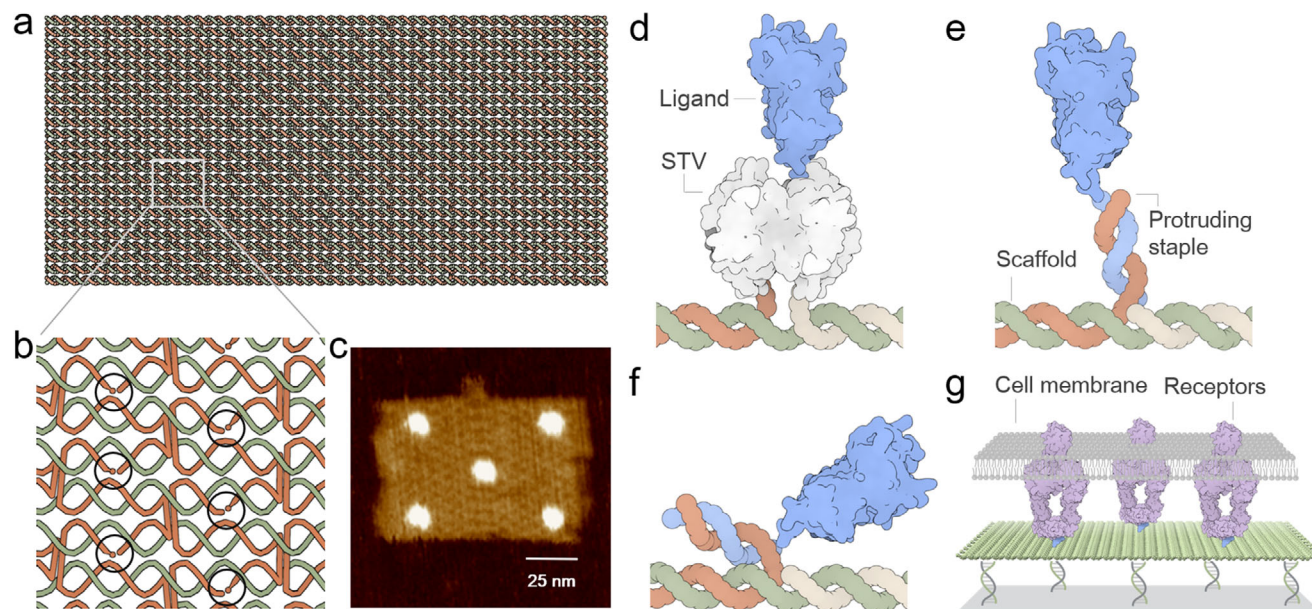 a
d
e
Ligand
STV
Protruding
staple
Scaffold
b
c
25 nm
f
g
Cell membrane
Receptors